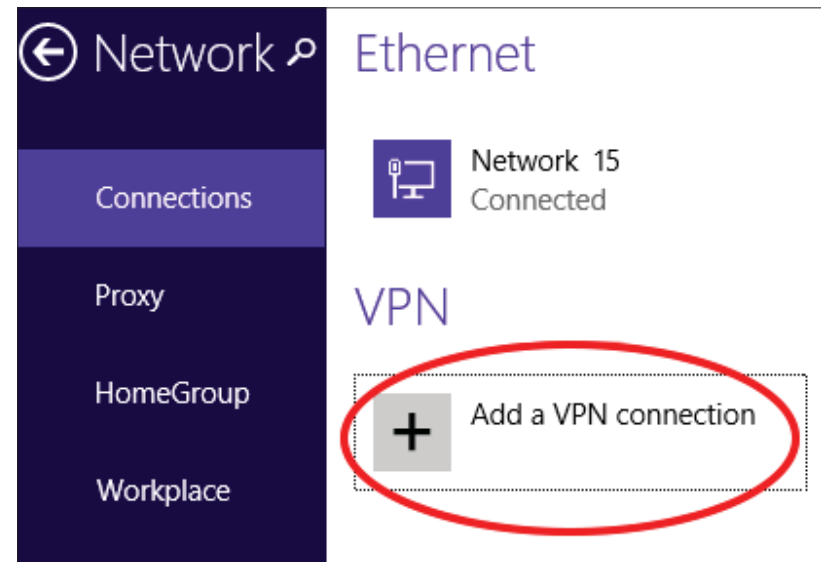 Network
Connections
Proxy
HomeGroup
Workplace
Ethernet
Network 15
Connected
VPN
Add a VPN connection